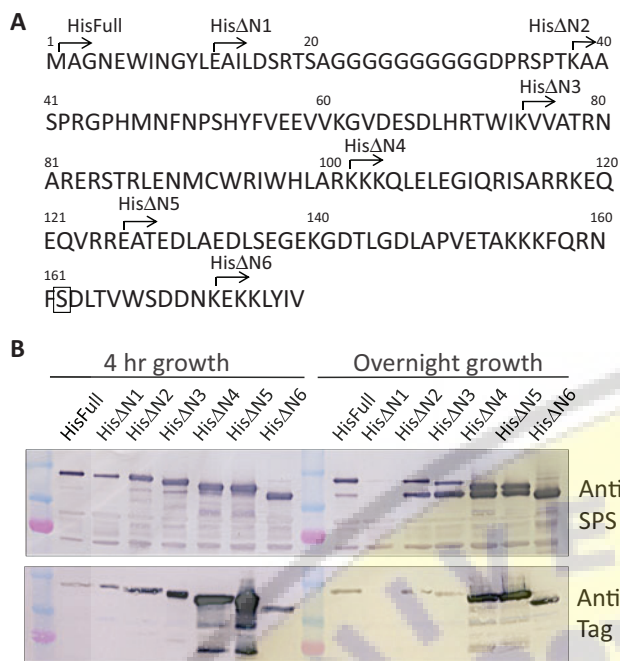 A
HisFull HisΔN1 HisΔN2
1 20 40
MAGNEWINGYLEAILDSRTSAGGGGGGGGGGDPRSPTKAA
HisΔN3
41 60 80
SPRGPHMNFNPSHYFVEEVVKGVDESDLHRTWIKVVATRN
HisΔN4
81 100 120
ARERSTRLENMCWRIWHLARKKKQLELEGIQRISARRKEQ
HisΔN5
121 140 160
EQVRREATEDLAEDLSEGEKGDTLGDLAPVETAKKKFQRN
HisΔN6
161
FSDLTVWSDDNKEKKLYIV
B
4 hr growth Overnight growth
HisFull HisΔN1 HisΔN2 HisΔN3 HisΔN4 HisΔN5 HisΔN6 HisFull HisΔN1 HisΔN2 HisΔN3 HisΔN4 HisΔN5 HisΔN6
Anti
SPS
Anti
Tag